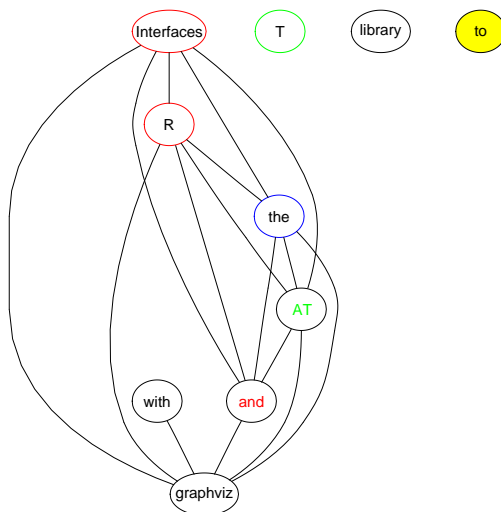 Interfaces
T
library
to
R
the
AT
with
and
graphviz